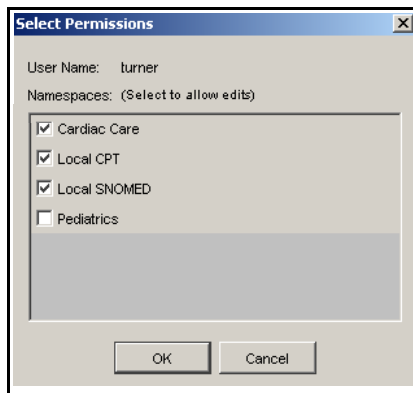 Select Permissions
User Name: turner
Namespaces: (Select to allow edits)
Cardiac Care
Local CPT
Local SNOMED
Pediatrics
OK Cancel